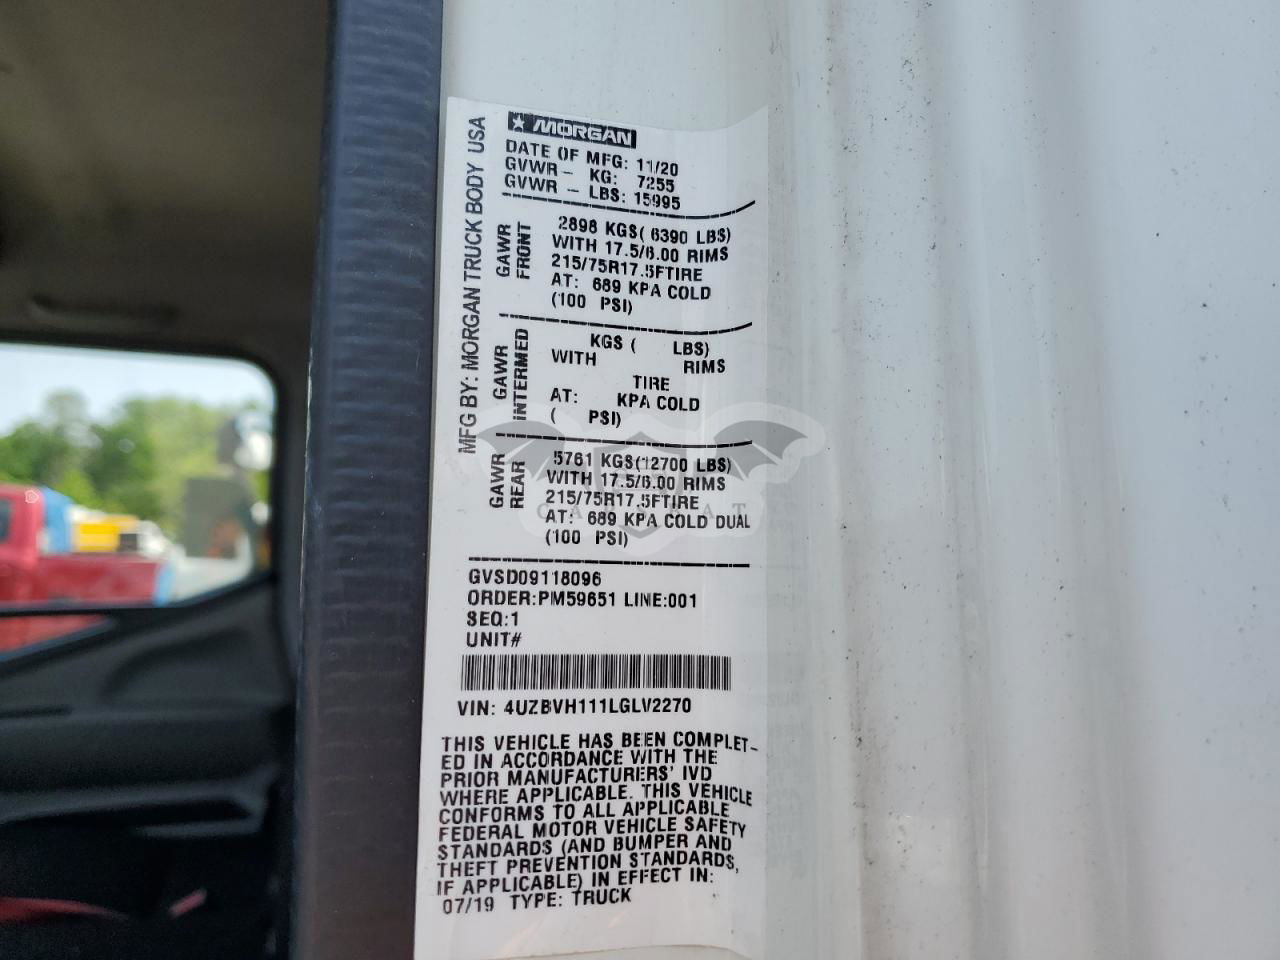 MORGAN
DATE OF MFG: 11/20
GVWR - KG: 7255
GVWR - LBS: 15995
MFG BY: MORGAN TRUCK BODY USA
GAWR FRONT
2898 KGS( 6390 LBS)
WITH 17.5/6.00 RIMS
215/75R17.5FTIRE
AT: 689 KPA COLD
(100 PSI)
GAWR INTERMED
KGS ( LBS)
WITH RIMS
TIRE
AT: KPA COLD
( PSI)
GAWR REAR
5761 KGS(12700 LBS)
WITH 17.5/6.00 RIMS
215/75R17.5FTIRE
AT: 689 KPA COLD DUAL
(100 PSI)
GVSD09118096
ORDER:PM59651 LINE:001
SEQ:1
UNIT#
VIN: 4UZBVH111LGLV2270
THIS VEHICLE HAS BEEN COMPLET-
ED IN ACCORDANCE WITH THE
PRIOR MANUFACTURERS' IVD
WHERE APPLICABLE. THIS VEHICLE
CONFORMS TO ALL APPLICABLE
FEDERAL MOTOR VEHICLE SAFETY
STANDARDS (AND BUMPER AND
THEFT PREVENTION STANDARDS,
IF APPLICABLE) IN EFFECT IN:
07/19 TYPE: TRUCK